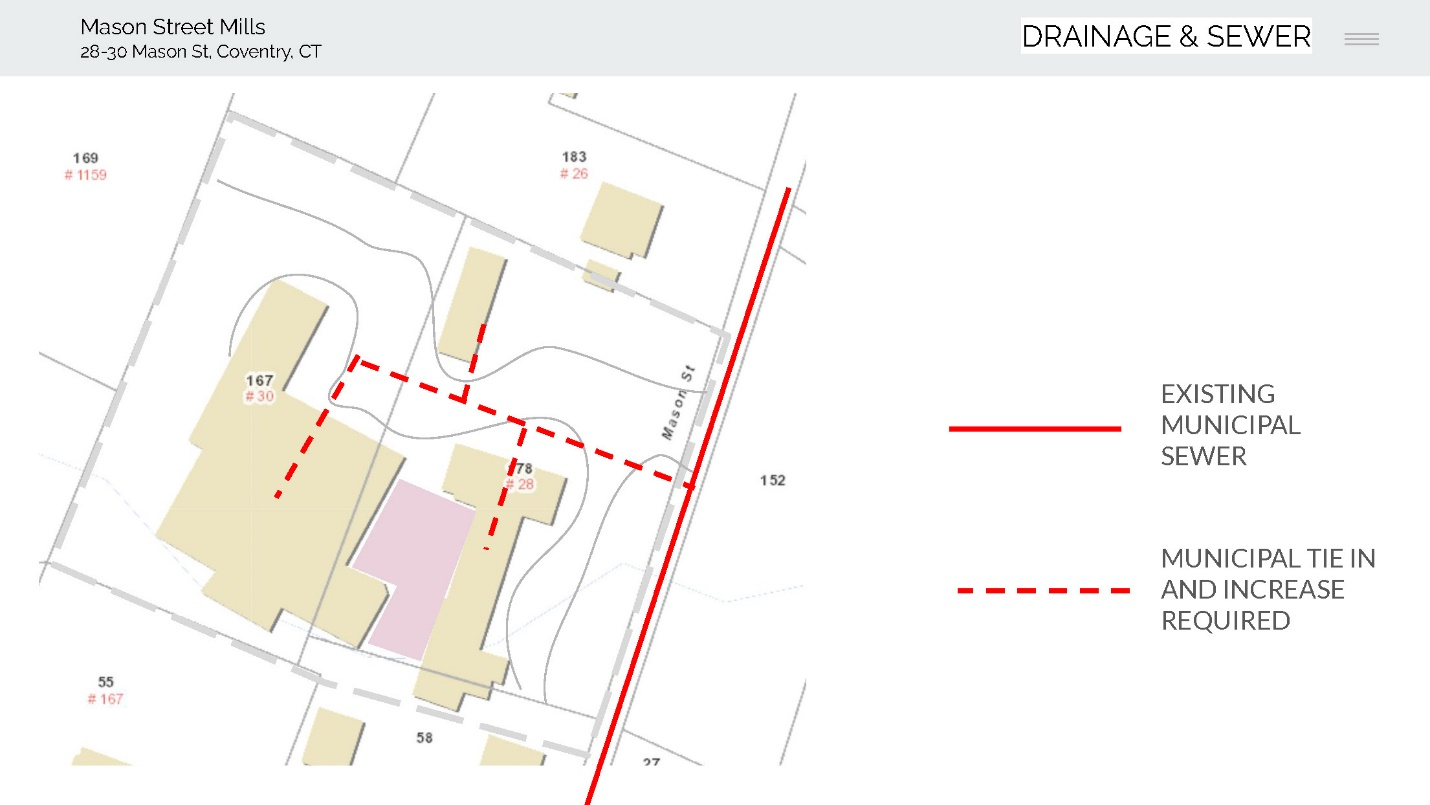 Mason Street Mills
28-30 Mason St, Coventry, CT
DRAINAGE & SEWER
169
# 1159
183
# 26
167
# 30
Mason St
78
# 28
152
55
# 167
58
27
EXISTING
MUNICIPAL
SEWER
MUNICIPAL TIE IN
AND INCREASE
REQUIRED